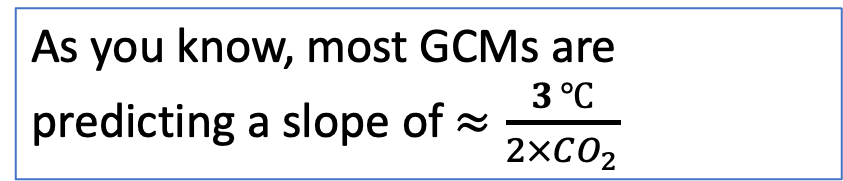 As you know, most GCMs are
predicting a slope of ≈ 3 °C / 2×CO₂